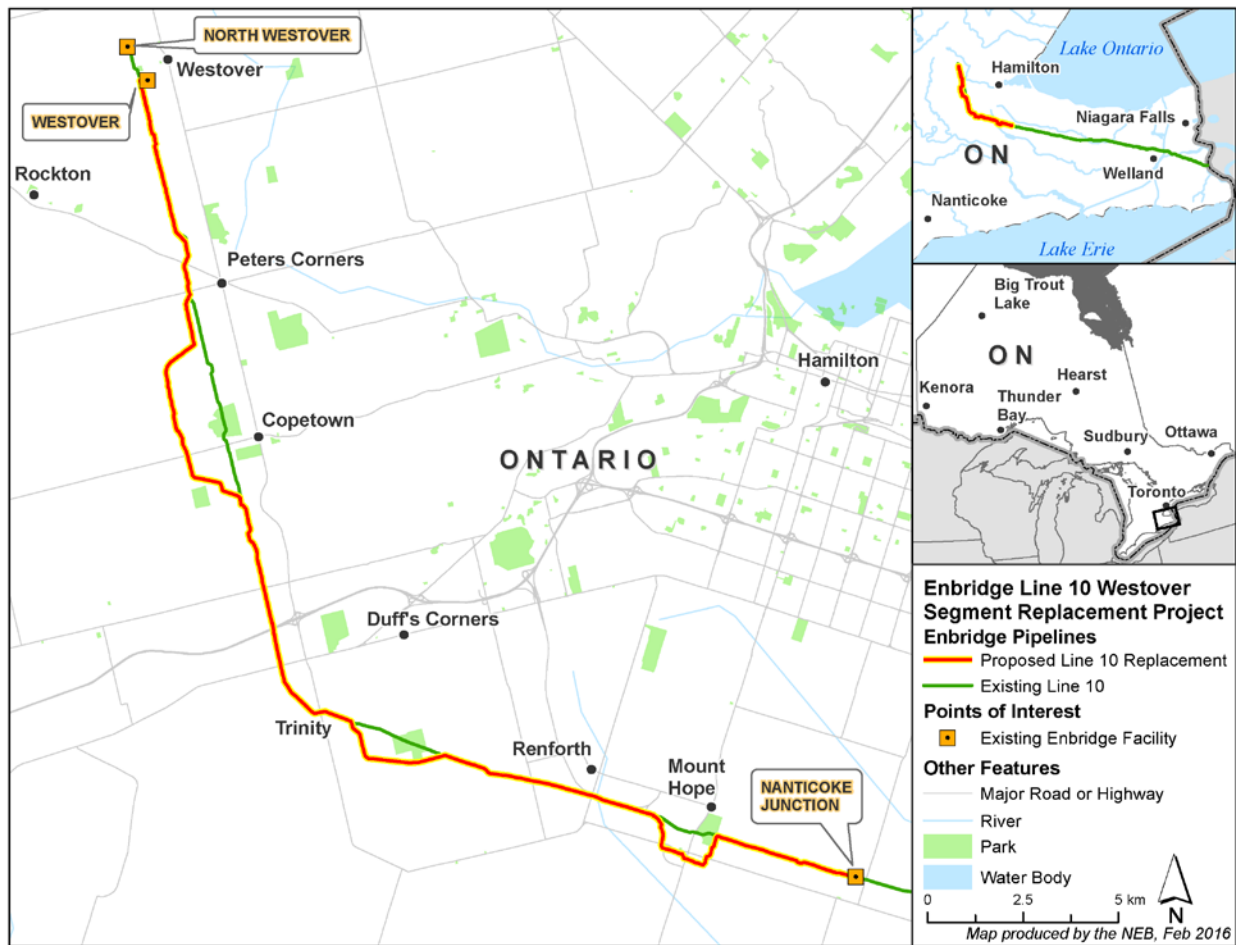 NORTH WESTOVER
Westover
WESTOVER
Rockton
Peters Corners
Hamilton
Copetown
ONTARIO
Duff's Corners
Trinity
Renforth
Mount
Hope
NANTICOKE
JUNCTION
Lake Ontario
Hamilton
Niagara Falls
ON
Welland
Nanticoke
Lake Erie
Big Trout
Lake
ON
Hearst
Kenora
Thunder
Bay
Sudbury
Ottawa
Toronto
Enbridge Line 10 Westover
Segment Replacement Project
Enbridge Pipelines
Proposed Line 10 Replacement
Existing Line 10
Points of Interest
Existing Enbridge Facility
Other Features
Major Road or Highway
River
Park
Water Body
0 2.5 5 km
N
Map produced by the NEB, Feb 2016